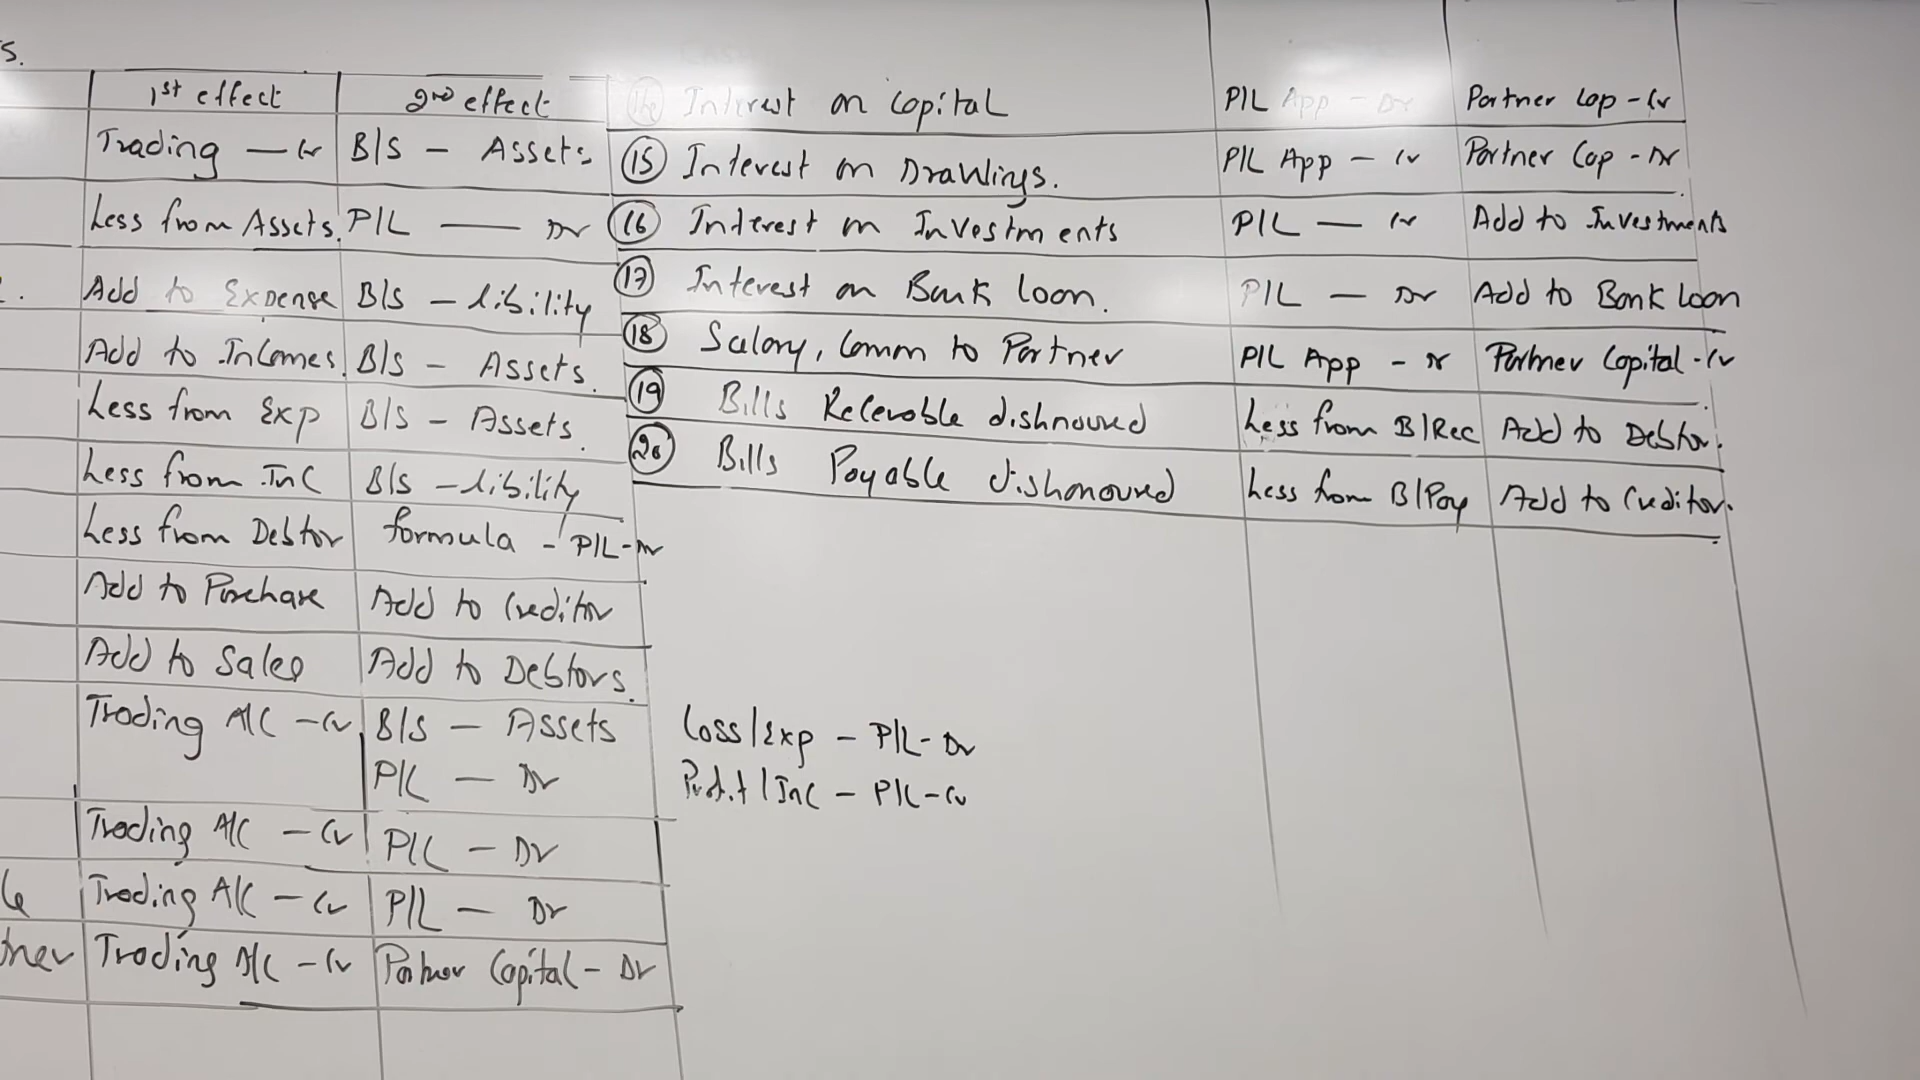 S.
1st effect | 2nd effect
Trading — Cr | B/S – Assets
Less from Assets. | P/L — Dr
Add to Expense | B/S – libility
Add to Incomes. | B/S – Assets.
Less from Exp | B/S – Assets.
Less from Inc | B/S – libility
Less from Debtor | formula – P/L-Dr
Add to Purchase | Add to Creditor
Add to Sales | Add to Debtors.
Trading A/C – Cr | B/S – Assets
P/L — Dr
Trading A/C – Cr | P/L – Dr
Trading A/C – Cr | P/L – Dr
Trading A/C – Cr | Partner Capital – Dr
Interest on Capital | P/L App – Dr | Partner Cap – Cr
15 Interest on Drawings. | P/L App – Cr | Partner Cap – Dr
16 Interest on Investments | P/L — Cr | Add to Investments
17 Interest on Bank loan. | P/L — Dr | Add to Bank loan
18 Salary, Comm to Partner | P/L App – Dr | Partner Capital – Cr
19 Bills Recevable dishnoured | Less from B/Rec | Add to Debtor.
20 Bills Payable dishonoured | Less from B/Pay | Add to Creditor.
Loss/Exp – P/L – Dr
Profit/Inc – P/L – Cr